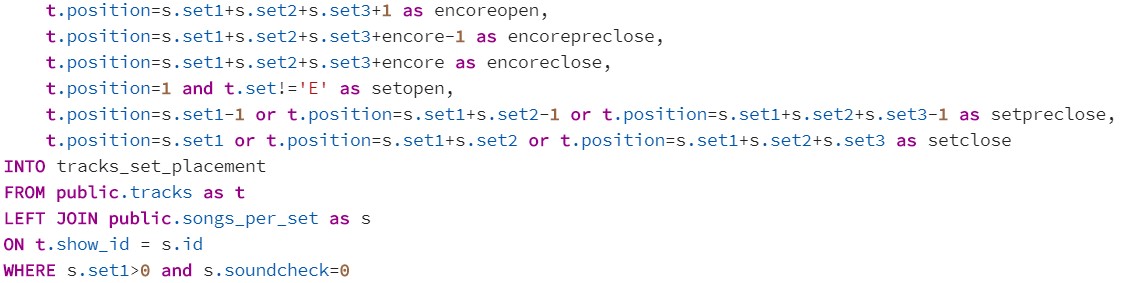 t.position=s.set1+s.set2+s.set3+1 as encoreopen,
t.position=s.set1+s.set2+s.set3+encore-1 as encorepreclose,
t.position=s.set1+s.set2+s.set3+encore as encoreclose,
t.position=1 and t.set!='E' as setopen,
t.position=s.set1-1 or t.position=s.set1+s.set2-1 or t.position=s.set1+s.set2+s.set3-1 as setpreclose,
t.position=s.set1 or t.position=s.set1+s.set2 or t.position=s.set1+s.set2+s.set3 as setclose
INTO tracks_set_placement
FROM public.tracks as t
LEFT JOIN public.songs_per_set as s
ON t.show_id = s.id
WHERE s.set1>0 and s.soundcheck=0